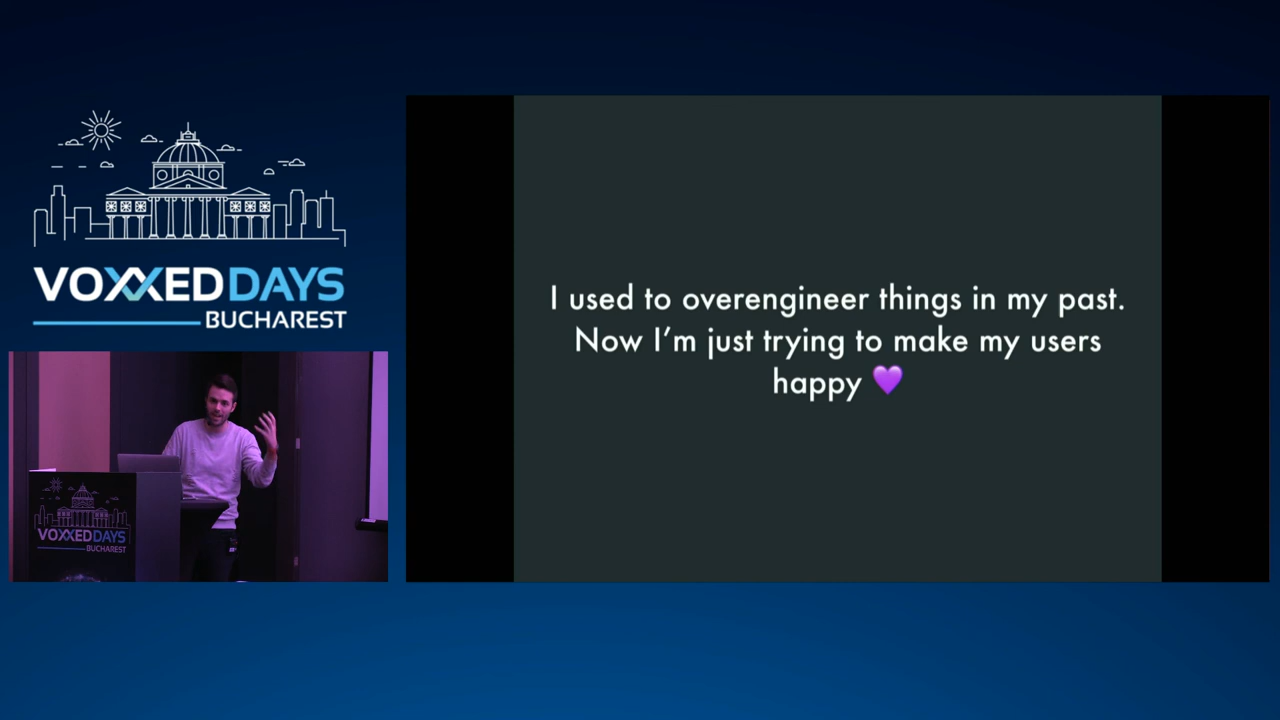 VOXXEDDAYS
BUCHAREST
VOXXEDDAYS
BUCHAREST
I used to overengineer things in my past.
Now I’m just trying to make my users
happy 💜